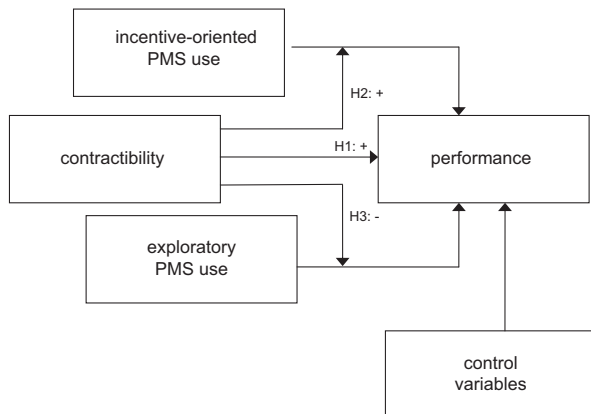 incentive-oriented
PMS use
H2: +
contractibility
H1: +
performance
H3: -
exploratory
PMS use
control
variables